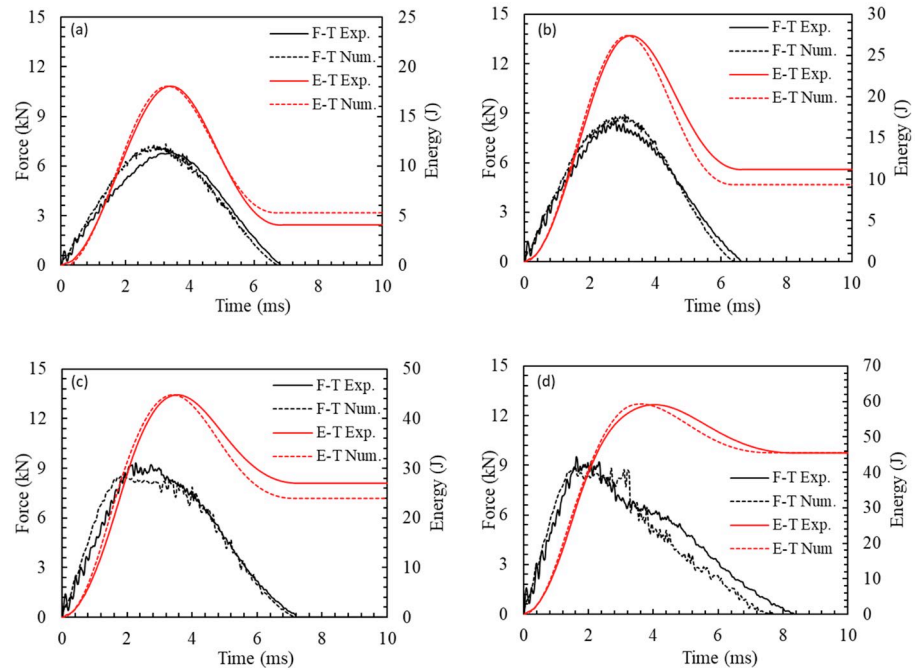 (a)
F-T Exp.
F-T Num.
E-T Exp.
E-T Num.
Force (kN)
15
12
9
6
3
0
Energy (J)
25
20
15
10
5
0
0 2 4 6 8 10
Time (ms)
(b)
F-T Exp.
F-T Num.
E-T Exp.
E-T Num.
Force (kN)
15
12
9
6
3
0
Energy (J)
30
25
20
15
10
5
0
0 2 4 6 8 10
Time (ms)
(c)
F-T Exp.
F-T Num.
E-T Exp.
E-T Num.
Force (kN)
15
12
9
6
3
0
Energy (J)
50
40
30
20
10
0
0 2 4 6 8 10
Time (ms)
(d)
F-T Exp.
F-T Num.
E-T Exp.
E-T Num
Force (kN)
15
12
9
6
3
0
Energy (J)
70
60
50
40
30
20
10
0
0 2 4 6 8 10
Time (ms)